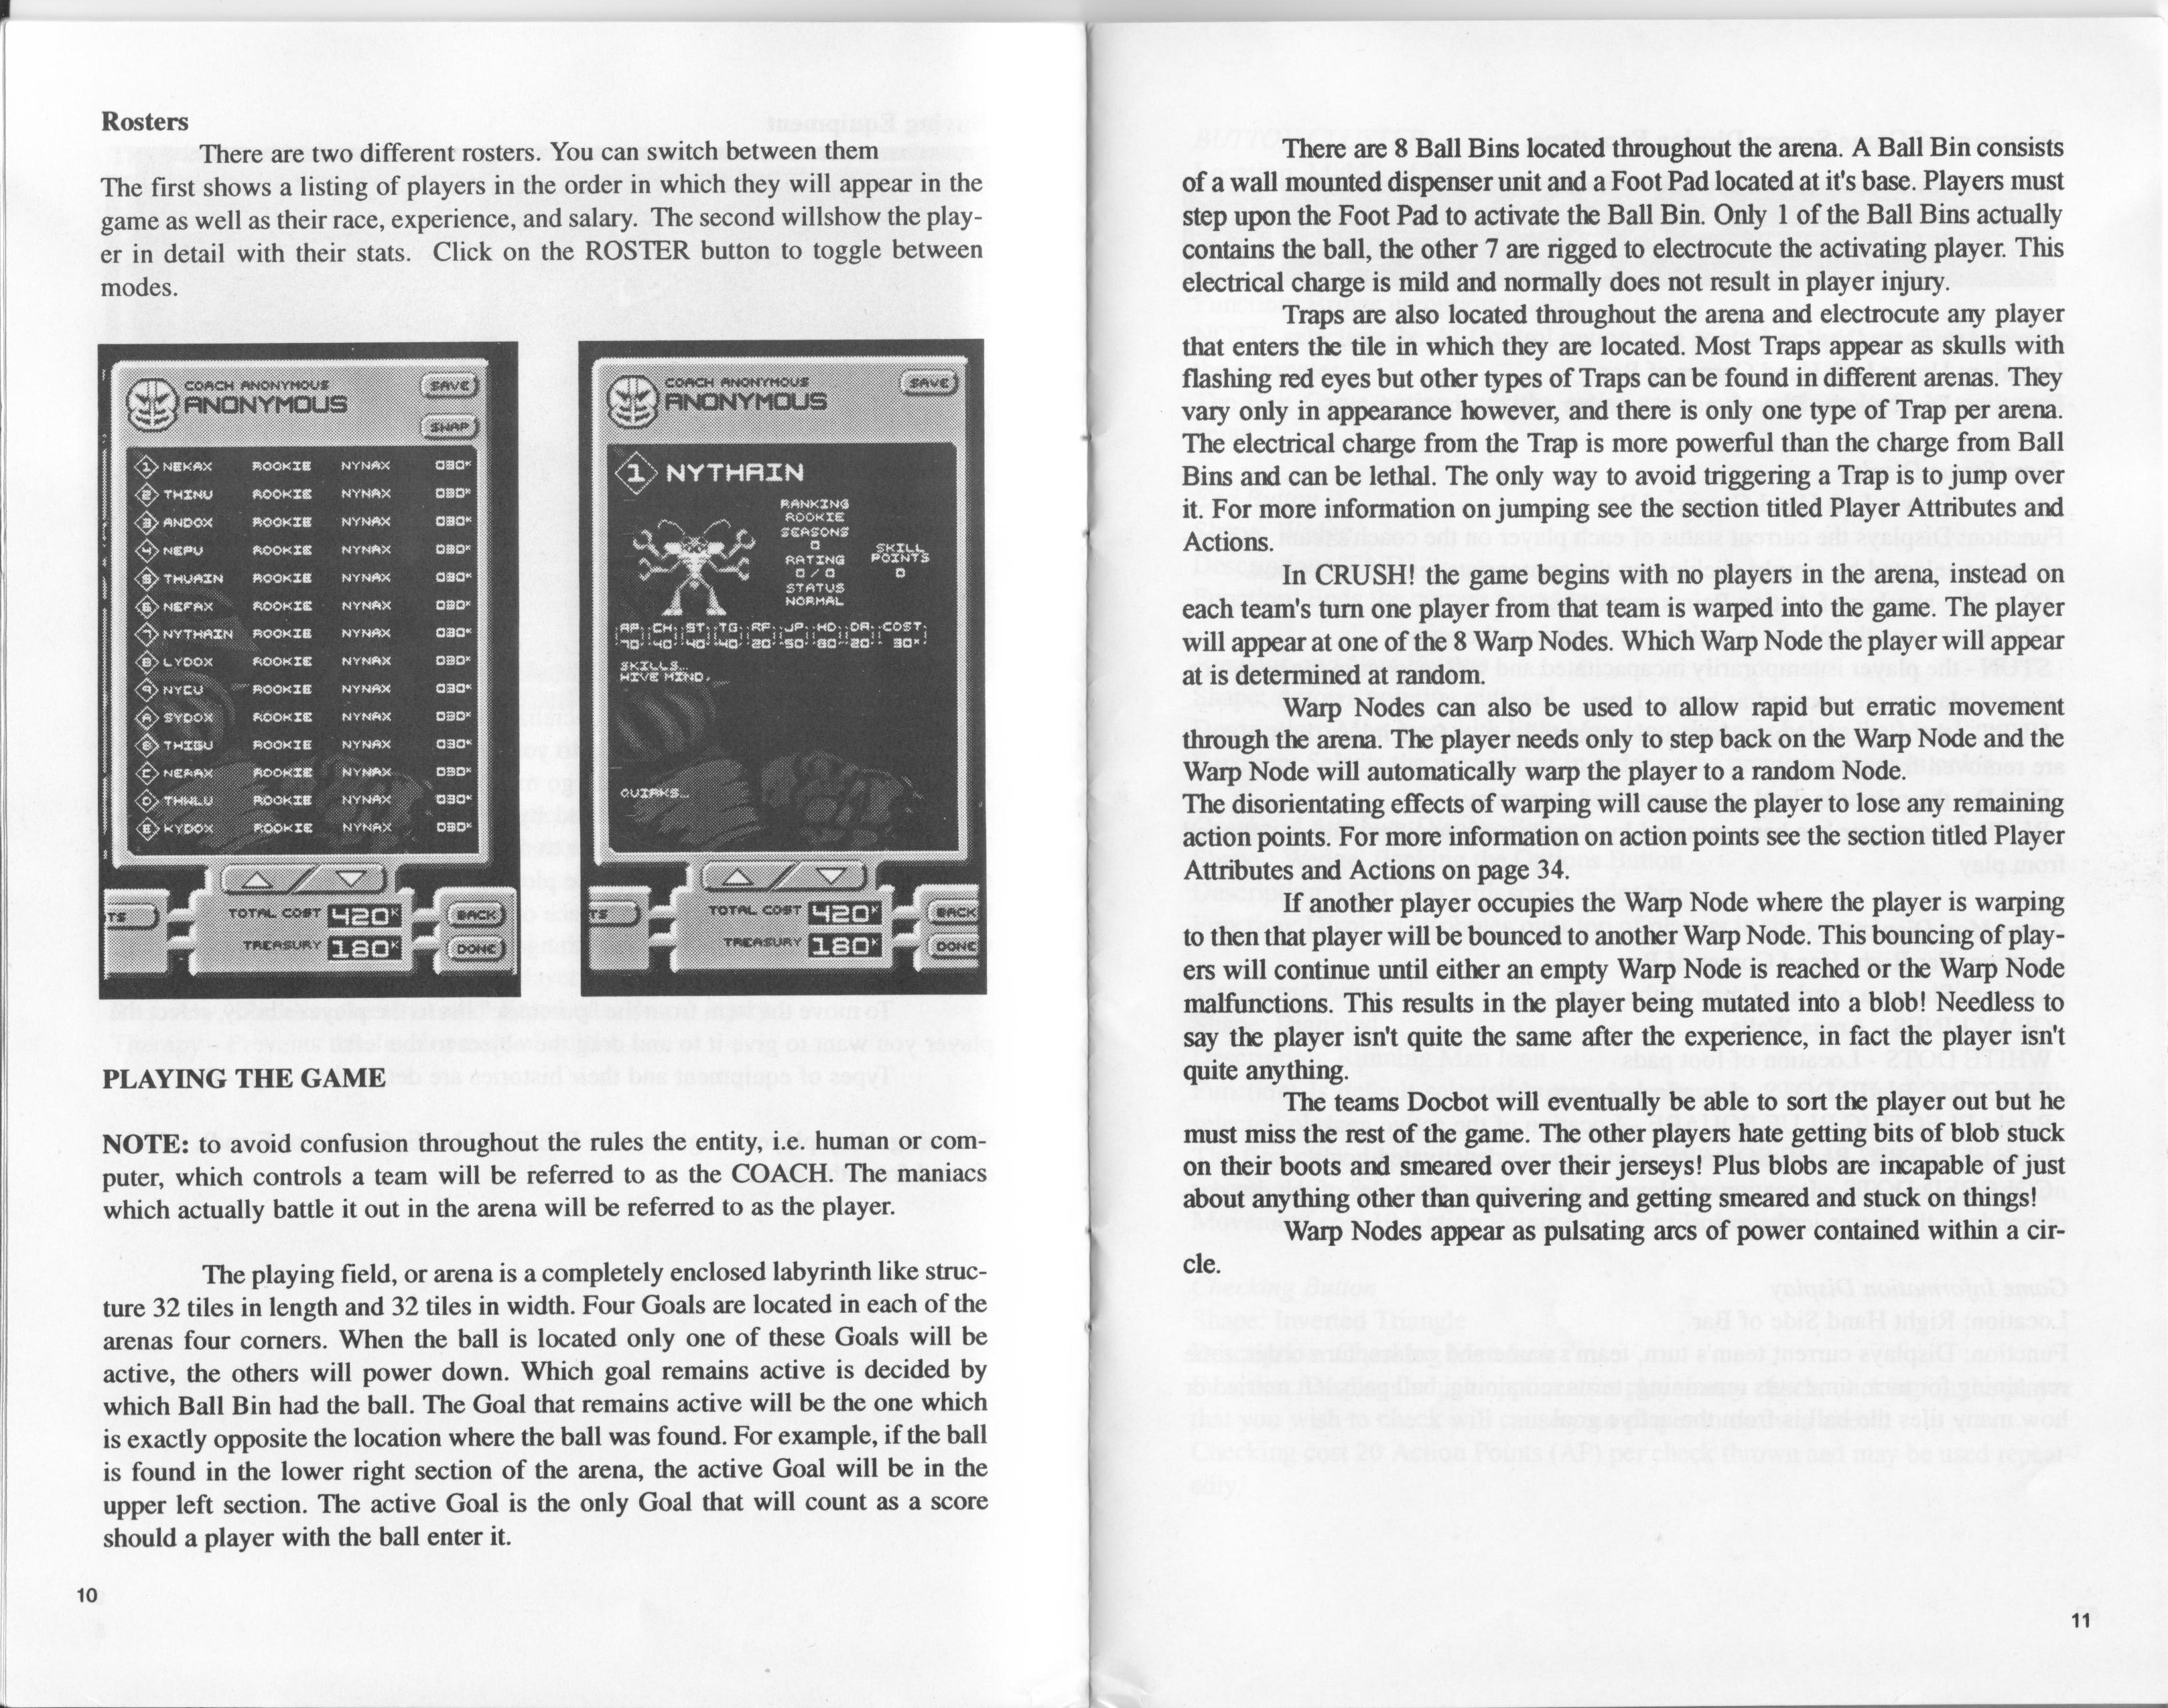 Rosters
There are two different rosters. You can switch between them
The first shows a listing of players in the order in which they will appear in the
game as well as their race, experience, and salary. The second willshow the play-
er in detail with their stats. Click on the ROSTER button to toggle between
modes.
COACH ANONYMOUS
ANONYMOUS
SAVE
SWAP
1 NEKAX ROOKIE NYNAX 030K
2 THINU ROOKIE NYNAX 030K
3 ANDOX ROOKIE NYNAX 030K
4 NEPU ROOKIE NYNAX 030K
5 THUAIN ROOKIE NYNAX 030K
6 NEFAX ROOKIE NYNAX 030K
7 NYTHAIN ROOKIE NYNAX 030K
8 LYDOX ROOKIE NYNAX 030K
9 NYCU ROOKIE NYNAX 030K
A SYDOX ROOKIE NYNAX 030K
B THIGU ROOKIE NYNAX 030K
C NERAX ROOKIE NYNAX 030K
D THWLU ROOKIE NYNAX 030K
E KYDOX ROOKIE NYNAX 030K
TS
TOTAL COST 420K
TREASURY 180K
BACK
DONE
COACH ANONYMOUS
ANONYMOUS
SAVE
1 NYTHAIN
RANKING
ROOKIE
SEASONS
0
RATING
0/0
STATUS
NORMAL
SKILL
POINTS
0
AP CH ST TG RF JP HD DA COST
70 40 40 40 20 50 80 20 30K
SKILLS...
HIVE MIND.
QUIRKS...
TS
TOTAL COST 420K
TREASURY 180K
BACK
DONE
PLAYING THE GAME
NOTE: to avoid confusion throughout the rules the entity, i.e. human or com-
puter, which controls a team will be referred to as the COACH. The maniacs
which actually battle it out in the arena will be referred to as the player.
The playing field, or arena is a completely enclosed labyrinth like struc-
ture 32 tiles in length and 32 tiles in width. Four Goals are located in each of the
arenas four corners. When the ball is located only one of these Goals will be
active, the others will power down. Which goal remains active is decided by
which Ball Bin had the ball. The Goal that remains active will be the one which
is exactly opposite the location where the ball was found. For example, if the ball
is found in the lower right section of the arena, the active Goal will be in the
upper left section. The active Goal is the only Goal that will count as a score
should a player with the ball enter it.
10
There are 8 Ball Bins located throughout the arena. A Ball Bin consists
of a wall mounted dispenser unit and a Foot Pad located at it's base. Players must
step upon the Foot Pad to activate the Ball Bin. Only 1 of the Ball Bins actually
contains the ball, the other 7 are rigged to electrocute the activating player. This
electrical charge is mild and normally does not result in player injury.
Traps are also located throughout the arena and electrocute any player
that enters the tile in which they are located. Most Traps appear as skulls with
flashing red eyes but other types of Traps can be found in different arenas. They
vary only in appearance however, and there is only one type of Trap per arena.
The electrical charge from the Trap is more powerful than the charge from Ball
Bins and can be lethal. The only way to avoid triggering a Trap is to jump over
it. For more information on jumping see the section titled Player Attributes and
Actions.
In CRUSH! the game begins with no players in the arena, instead on
each team's turn one player from that team is warped into the game. The player
will appear at one of the 8 Warp Nodes. Which Warp Node the player will appear
at is determined at random.
Warp Nodes can also be used to allow rapid but erratic movement
through the arena. The player needs only to step back on the Warp Node and the
Warp Node will automatically warp the player to a random Node.
The disorientating effects of warping will cause the player to lose any remaining
action points. For more information on action points see the section titled Player
Attributes and Actions on page 34.
If another player occupies the Warp Node where the player is warping
to then that player will be bounced to another Warp Node. This bouncing of play-
ers will continue until either an empty Warp Node is reached or the Warp Node
malfunctions. This results in the player being mutated into a blob! Needless to
say the player isn't quite the same after the experience, in fact the player isn't
quite anything.
The teams Docbot will eventually be able to sort the player out but he
must miss the rest of the game. The other players hate getting bits of blob stuck
on their boots and smeared over their jerseys! Plus blobs are incapable of just
about anything other than quivering and getting smeared and stuck on things!
Warp Nodes appear as pulsating arcs of power contained within a cir-
cle.
11